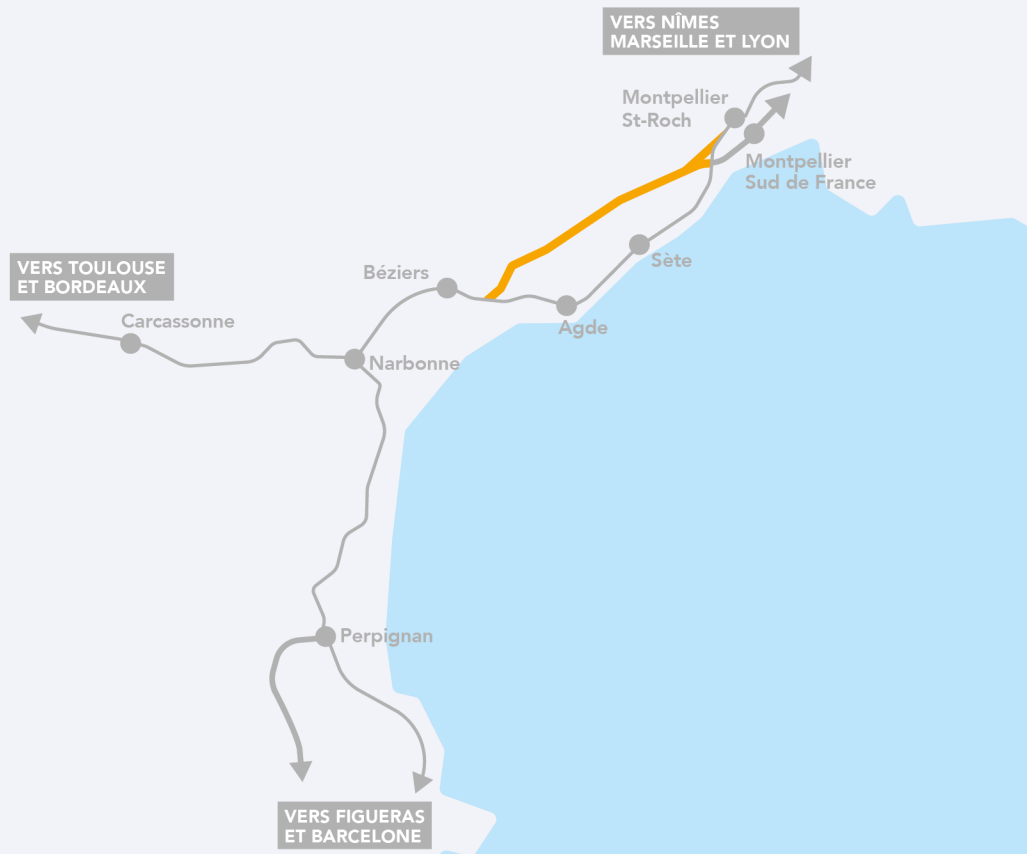 VERS NÎMES
MARSEILLE ET LYON
Montpellier
St-Roch
Montpellier
Sud de France
Sète
Béziers
VERS TOULOUSE
ET BORDEAUX
Carcassonne
Agde
Narbonne
Perpignan
VERS FIGUERAS
ET BARCELONE